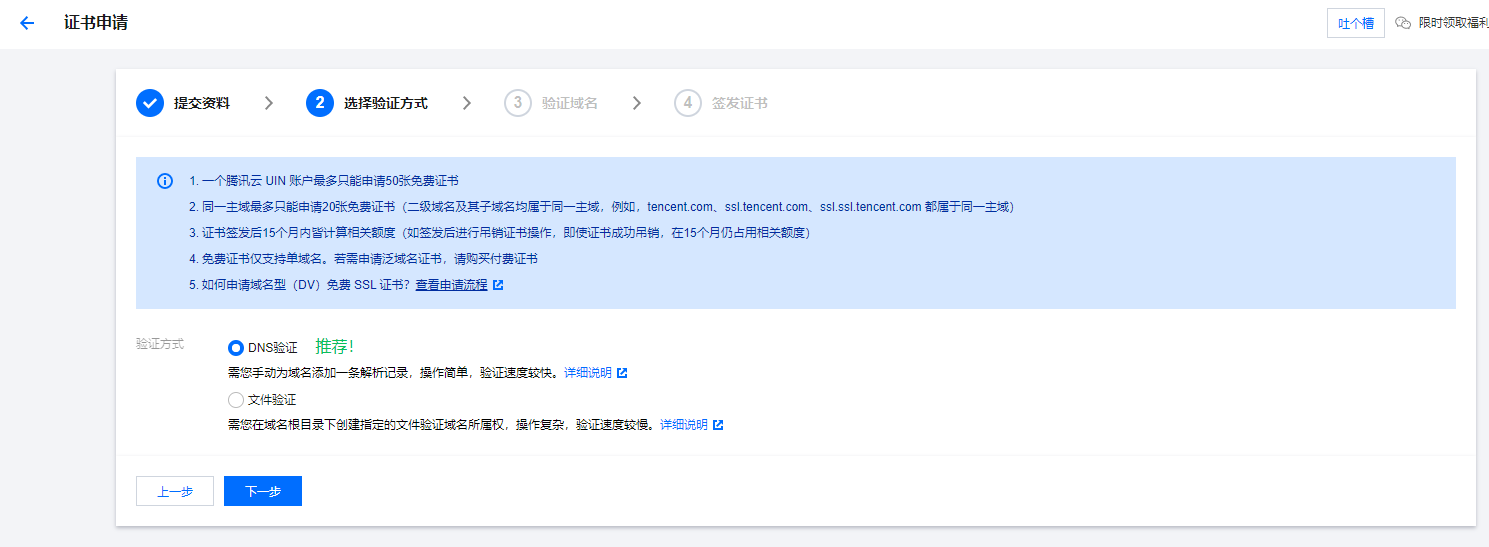 证书申请
吐个槽
限时领取福利
提交资料
2 选择验证方式
3 验证域名
4 签发证书
1. 一个腾讯云 UIN 账户最多只能申请50张免费证书
2. 同一主域最多只能申请20张免费证书（二级域名及其子域名均属于同一主域，例如，tencent.com、ssl.tencent.com、ssl.ssl.tencent.com 都属于同一主域）
3. 证书签发后15个月内皆计算相关额度（如签发后进行吊销证书操作，即使证书成功吊销，在15个月仍占用相关额度）
4. 免费证书仅支持单域名。若需申请泛域名证书，请购买付费证书
5. 如何申请域名型（DV）免费 SSL 证书？查看申请流程
验证方式
DNS验证 推荐！
需您手动为域名添加一条解析记录，操作简单，验证速度较快。详细说明
文件验证
需您在域名根目录下创建指定的文件验证域名所属权，操作复杂，验证速度较慢。详细说明
上一步
下一步